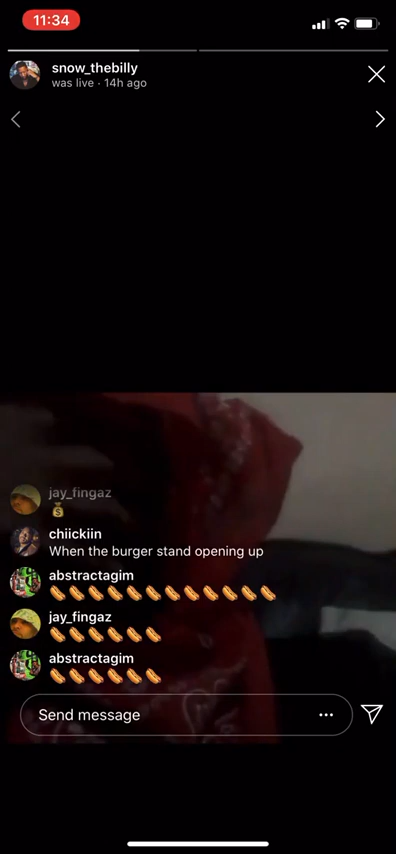 11:34
snow_thebilly
was live · 14h ago
jay_fingaz
💰
chiickiin
When the burger stand opening up
abstractagim
🌭🌭🌭🌭🌭🌭🌭🌭🌭🌭🌭🌭
jay_fingaz
🌭🌭🌭🌭🌭🌭
abstractagim
🌭🌭🌭🌭🌭🌭
Send message